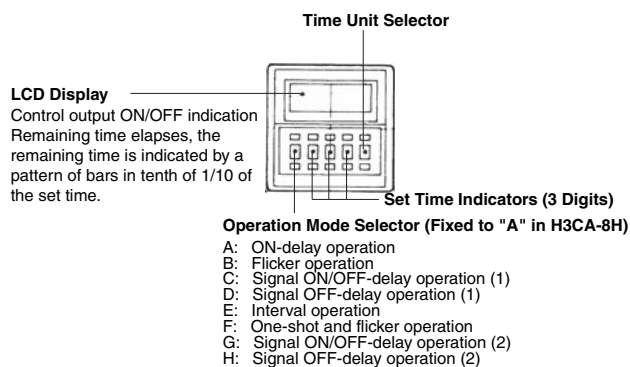 Time Unit Selector
LCD Display
Control output ON/OFF indication
Remaining time elapses, the
remaining time is indicated by a
pattern of bars in tenth of 1/10 of
the set time.
Set Time Indicators (3 Digits)
Operation Mode Selector (Fixed to "A" in H3CA-8H)
A: ON-delay operation
B: Flicker operation
C: Signal ON/OFF-delay operation (1)
D: Signal OFF-delay operation (1)
E: Interval operation
F: One-shot and flicker operation
G: Signal ON/OFF-delay operation (2)
H: Signal OFF-delay operation (2)